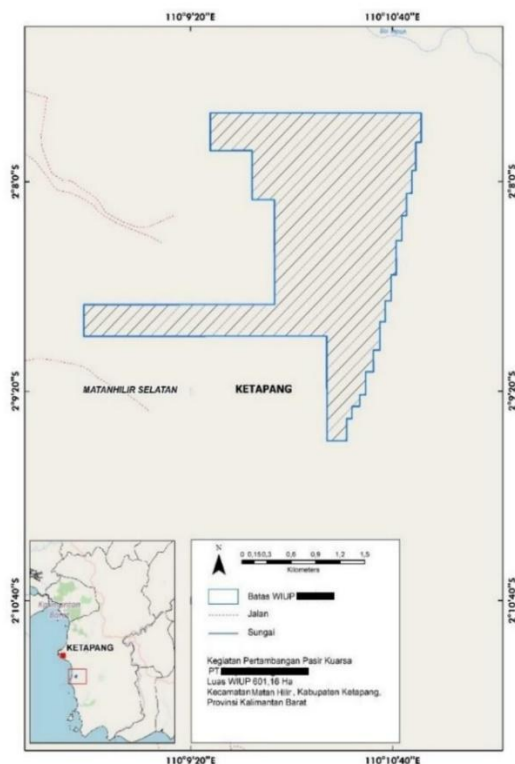 110°9'20"E 110°10'40"E
2°8'0"S 2°8'0"S
MATANHILIR SELATAN KETAPANG
2°9'20"S 2°9'20"S
N
0 0,15 0,3 0,6 0,9 1,2 1,5
Kilometers
Batas WIUP
Jalan
Sungai
KETAPANG
Kegiatan Pertambangan Pasir Kuarsa
PT
Luas WIUP 601,16 Ha
Kecamatan Matan Hilir , Kabupaten Ketapang,
Provinsi Kalimantan Barat
2°10'40"S 2°10'40"S
110°9'20"E 110°10'40"E